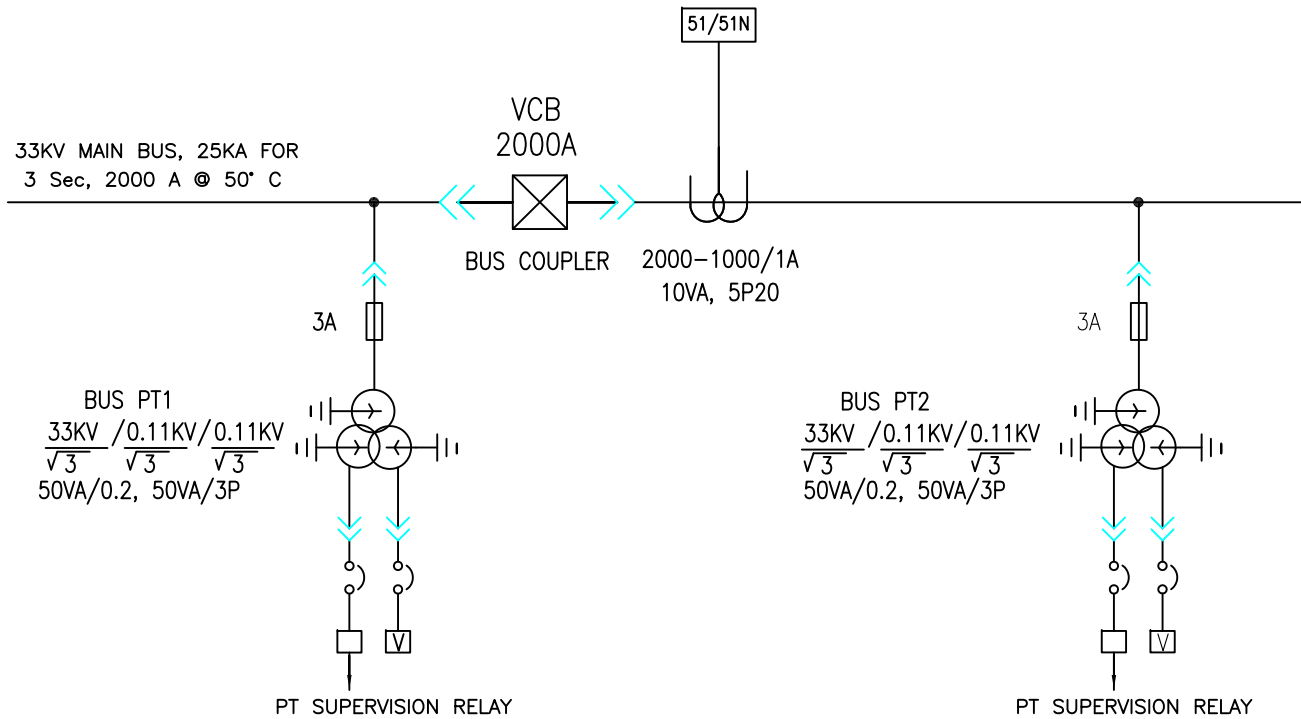 51/51N
VCB
2000A
33KV MAIN BUS, 25KA FOR
3 Sec, 2000 A @ 50° C
BUS COUPLER
2000-1000/1A
10VA, 5P20
3A
3A
BUS PT1
33KV/√3 / 0.11KV/√3 / 0.11KV/√3
50VA/0.2, 50VA/3P
BUS PT2
33KV/√3 / 0.11KV/√3 / 0.11KV/√3
50VA/0.2, 50VA/3P
V
V
PT SUPERVISION RELAY
PT SUPERVISION RELAY